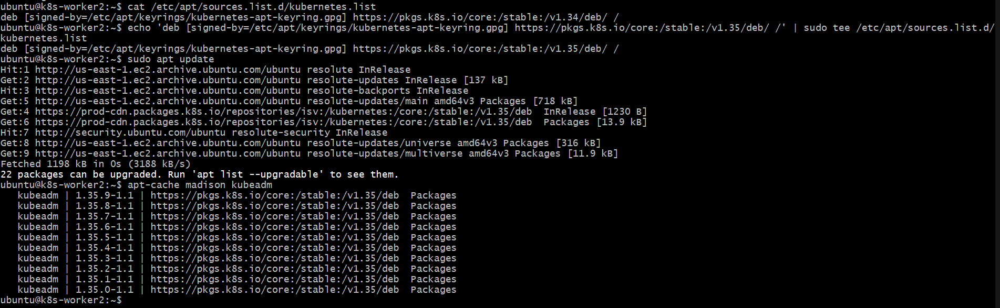 ubuntu@k8s-worker2:~$ cat /etc/apt/sources.list.d/kubernetes.list
deb [signed-by=/etc/apt/keyrings/kubernetes-apt-keyring.gpg] https://pkgs.k8s.io/core:/stable:/v1.34/deb/ /
ubuntu@k8s-worker2:~$ echo 'deb [signed-by=/etc/apt/keyrings/kubernetes-apt-keyring.gpg] https://pkgs.k8s.io/core:/stable:/v1.35/deb/ /' | sudo tee /etc/apt/sources.list.d/
kubernetes.list
deb [signed-by=/etc/apt/keyrings/kubernetes-apt-keyring.gpg] https://pkgs.k8s.io/core:/stable:/v1.35/deb/ /
ubuntu@k8s-worker2:~$ sudo apt update
Hit:1 http://us-east-1.ec2.archive.ubuntu.com/ubuntu resolute InRelease
Get:2 http://us-east-1.ec2.archive.ubuntu.com/ubuntu resolute-updates InRelease [137 kB]
Hit:3 http://us-east-1.ec2.archive.ubuntu.com/ubuntu resolute-backports InRelease
Get:5 http://us-east-1.ec2.archive.ubuntu.com/ubuntu resolute-updates/main amd64v3 Packages [718 kB]
Get:4 https://prod-cdn.packages.k8s.io/repositories/isv:/kubernetes:/core:/stable:/v1.35/deb  InRelease [1230 B]
Get:6 https://prod-cdn.packages.k8s.io/repositories/isv:/kubernetes:/core:/stable:/v1.35/deb  Packages [13.9 kB]
Hit:7 http://security.ubuntu.com/ubuntu resolute-security InRelease
Get:8 http://us-east-1.ec2.archive.ubuntu.com/ubuntu resolute-updates/universe amd64v3 Packages [316 kB]
Get:9 http://us-east-1.ec2.archive.ubuntu.com/ubuntu resolute-updates/multiverse amd64v3 Packages [11.9 kB]
Fetched 1198 kB in 0s (3188 kB/s)
22 packages can be upgraded. Run 'apt list --upgradable' to see them.
ubuntu@k8s-worker2:~$ apt-cache madison kubeadm
   kubeadm | 1.35.9-1.1 | https://pkgs.k8s.io/core:/stable:/v1.35/deb  Packages
   kubeadm | 1.35.8-1.1 | https://pkgs.k8s.io/core:/stable:/v1.35/deb  Packages
   kubeadm | 1.35.7-1.1 | https://pkgs.k8s.io/core:/stable:/v1.35/deb  Packages
   kubeadm | 1.35.6-1.1 | https://pkgs.k8s.io/core:/stable:/v1.35/deb  Packages
   kubeadm | 1.35.5-1.1 | https://pkgs.k8s.io/core:/stable:/v1.35/deb  Packages
   kubeadm | 1.35.4-1.1 | https://pkgs.k8s.io/core:/stable:/v1.35/deb  Packages
   kubeadm | 1.35.3-1.1 | https://pkgs.k8s.io/core:/stable:/v1.35/deb  Packages
   kubeadm | 1.35.2-1.1 | https://pkgs.k8s.io/core:/stable:/v1.35/deb  Packages
   kubeadm | 1.35.1-1.1 | https://pkgs.k8s.io/core:/stable:/v1.35/deb  Packages
   kubeadm | 1.35.0-1.1 | https://pkgs.k8s.io/core:/stable:/v1.35/deb  Packages
ubuntu@k8s-worker2:~$